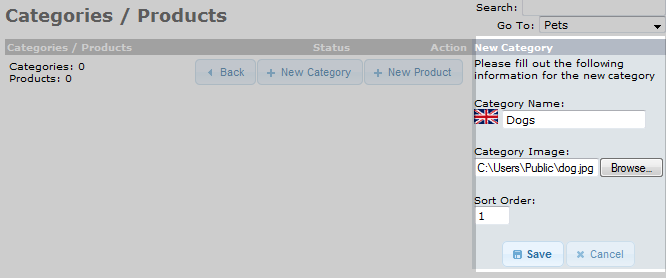 Categories / Products
Search:
Go To: Pets
Categories / Products Status Action
Categories: 0
Products: 0
Back
New Category
New Product
New Category
Please fill out the following
information for the new category
Category Name:
Dogs
Category Image:
C:\Users\Public\dog.jpg Browse...
Sort Order:
1
Save
Cancel